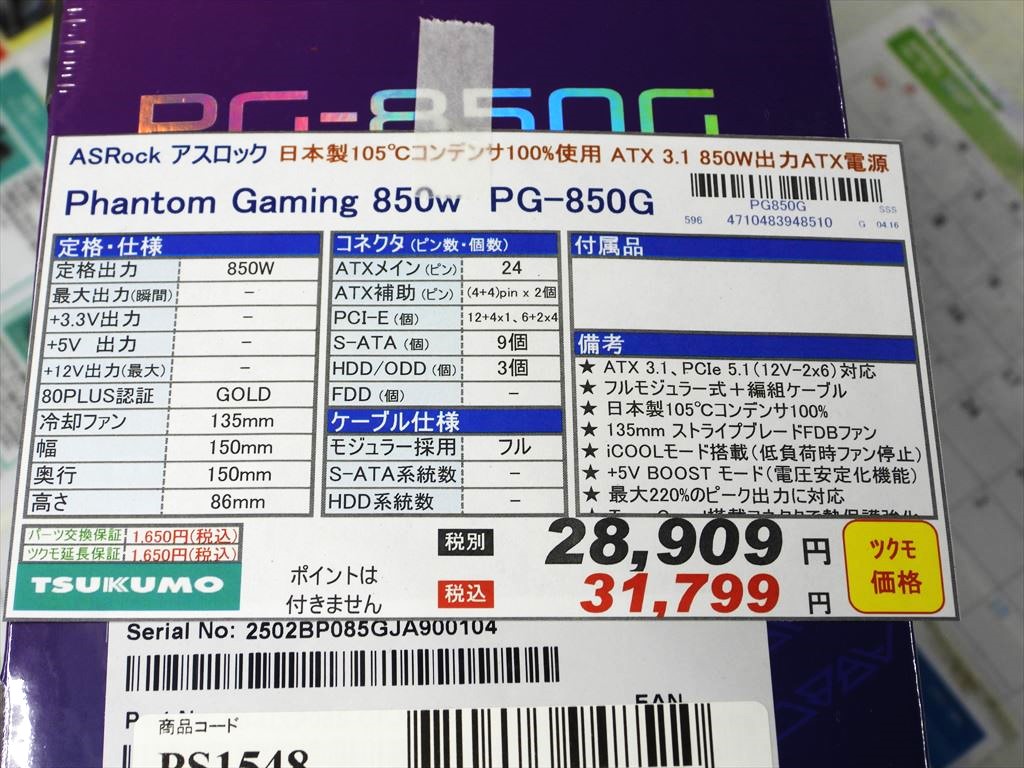 PG-850G
ASRock アスロック 日本製105℃コンデンサ100%使用 ATX 3.1 850W出力ATX電源
Phantom Gaming 850w PG-850G
PG850G
SSS
596 4710483948510 G 04.16
定格・仕様
定格出力 850W
最大出力(瞬間) −
+3.3V出力 −
+5V 出力 −
+12V出力(最大) −
80PLUS認証 GOLD
冷却ファン 135mm
幅 150mm
奥行 150mm
高さ 86mm
コネクタ(ピン数・個数)
ATXメイン(ピン) 24
ATX補助(ピン) (4+4)pin x 2個
PCI-E(個) 12+4x1、6+2x4
S-ATA(個) 9個
HDD/ODD(個) 3個
FDD(個) −
ケーブル仕様
モジュラー採用 フル
S-ATA系統数 −
HDD系統数 −
付属品
備考
★ ATX 3.1、PCIe 5.1(12V-2x6)対応
★ フルモジュラー式+編組ケーブル
★ 日本製105℃コンデンサ100%
★ 135mm ストライプブレードFDBファン
★ iCOOLモード搭載(低負荷時ファン停止)
★ +5V BOOST モード(電圧安定化機能)
★ 最大220%のピーク出力に対応
パーツ交換保証 1,650円(税込)
ツクモ延長保証 1,650円(税込)
TSUKUMO
ポイントは
付きません
税別 28,909 円
税込 31,799 円
ツクモ
価格
Serial No: 2502BP085GJA900104
EAN
商品コード
PS1548